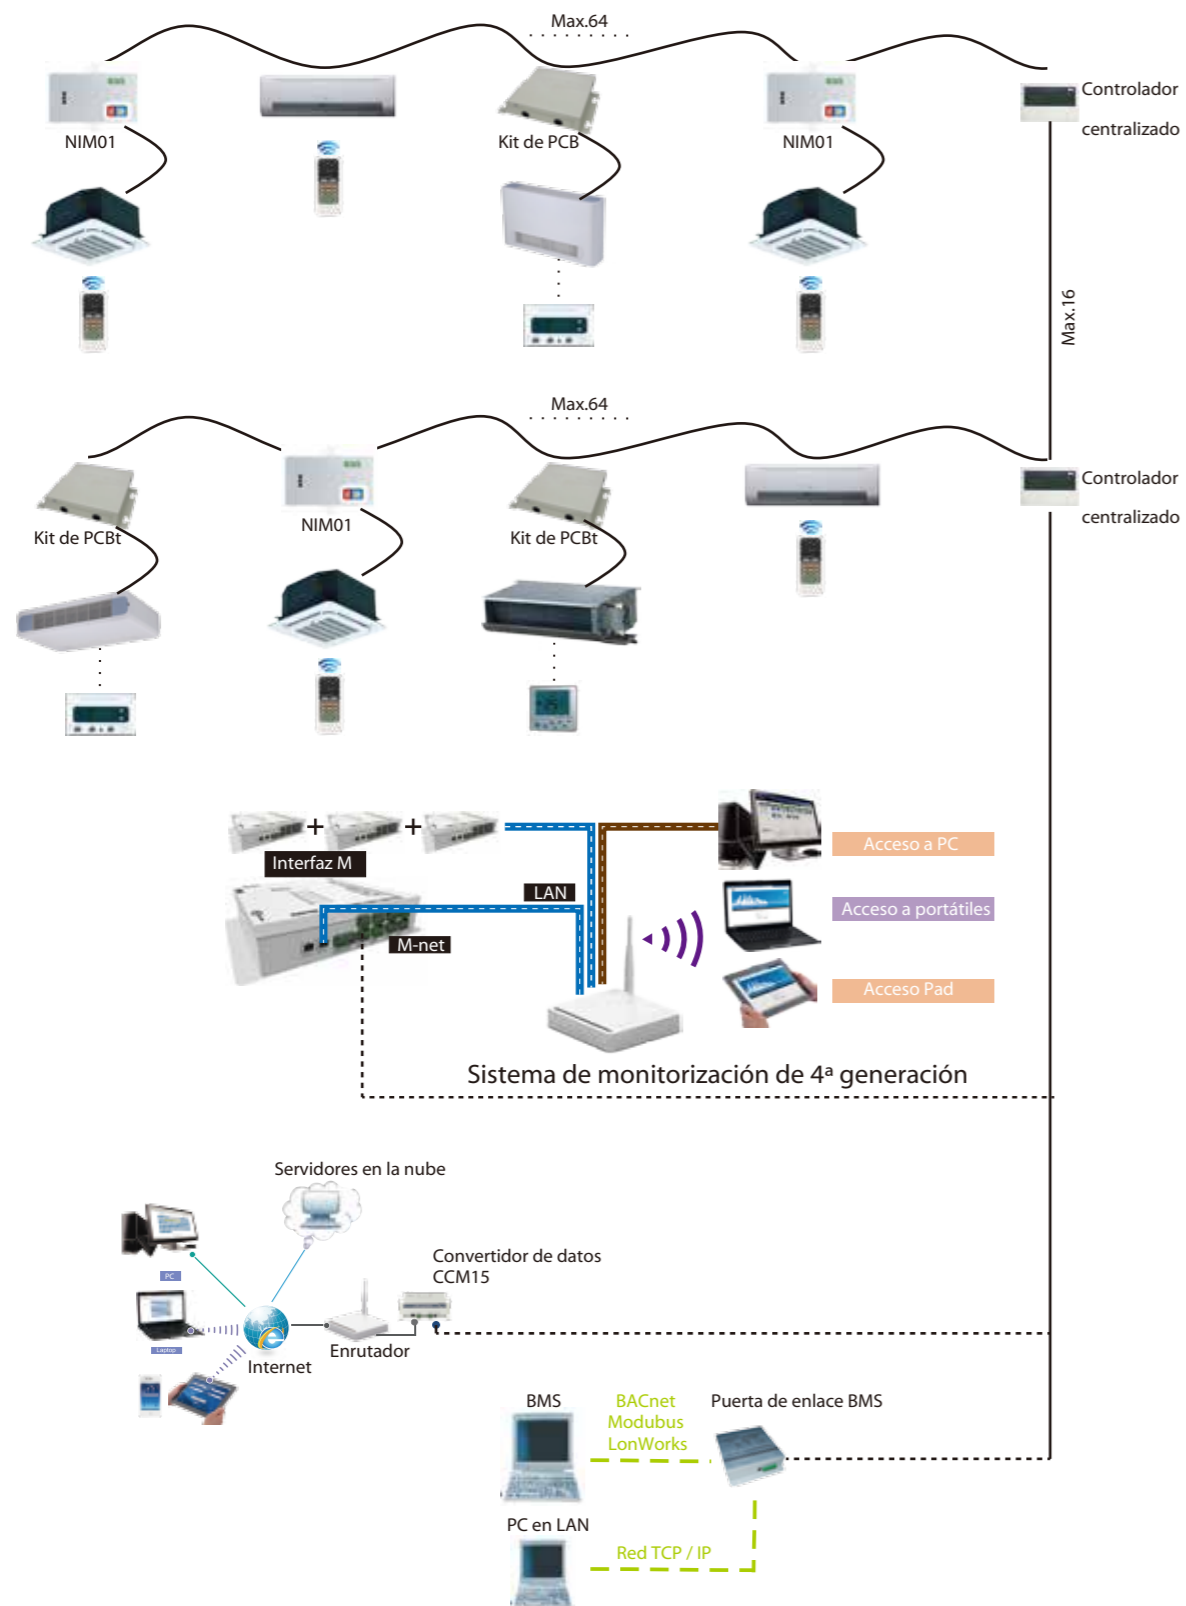 Max.64
Controlador
centralizado
NIM01
Kit de PCB
NIM01
Max.16
Max.64
Controlador
centralizado
Kit de PCBt
NIM01
Kit de PCBt
Interfaz M
LAN
M-net
Acceso a PC
Acceso a portátiles
Acceso Pad
Sistema de monitorización de 4ª generación
Servidores en la nube
Convertidor de datos
CCM15
PC
Laptop
Internet
Enrutador
BMS
BACnet
Modubus
LonWorks
Puerta de enlace BMS
PC en LAN
Red TCP / IP